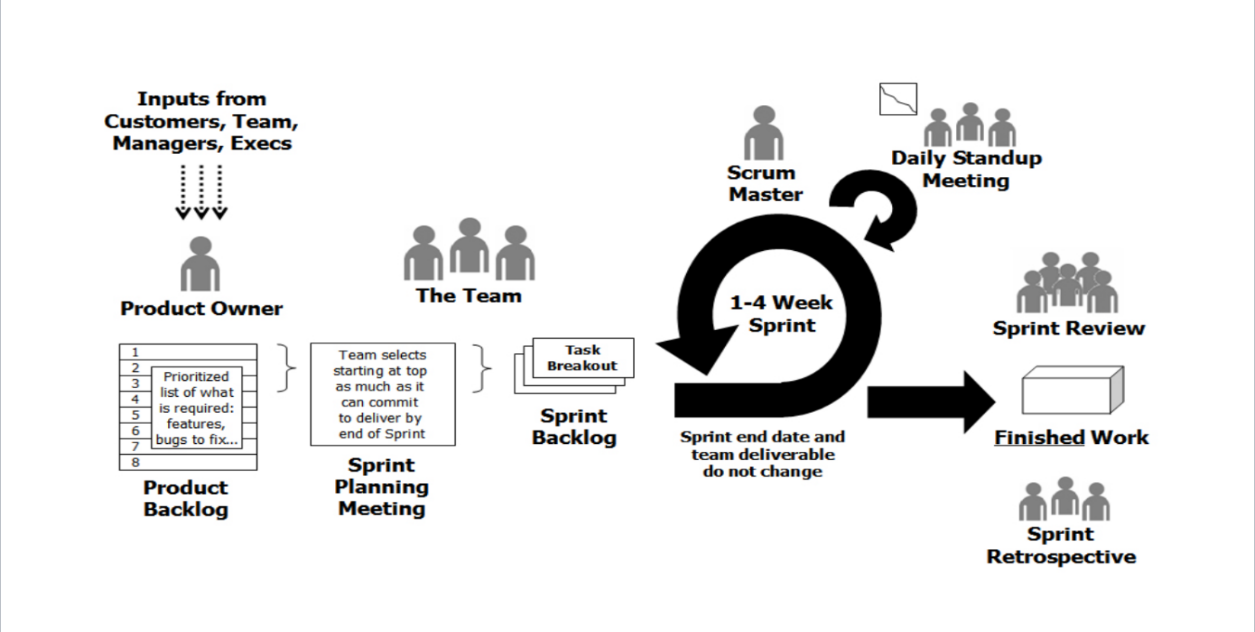 Inputs from
Customers, Team,
Managers, Execs
Product Owner
The Team
Scrum
Master
Daily Standup
Meeting
1-4 Week
Sprint
Sprint Review
1
2
3
4
5
6
7
8
Prioritized
list of what
is required:
features,
bugs to fix...
Product
Backlog
Team selects
starting at top
as much as it
can commit
to deliver by
end of Sprint
Sprint
Planning
Meeting
Task
Breakout
Sprint
Backlog
Sprint end date and
team deliverable
do not change
Finished Work
Sprint
Retrospective